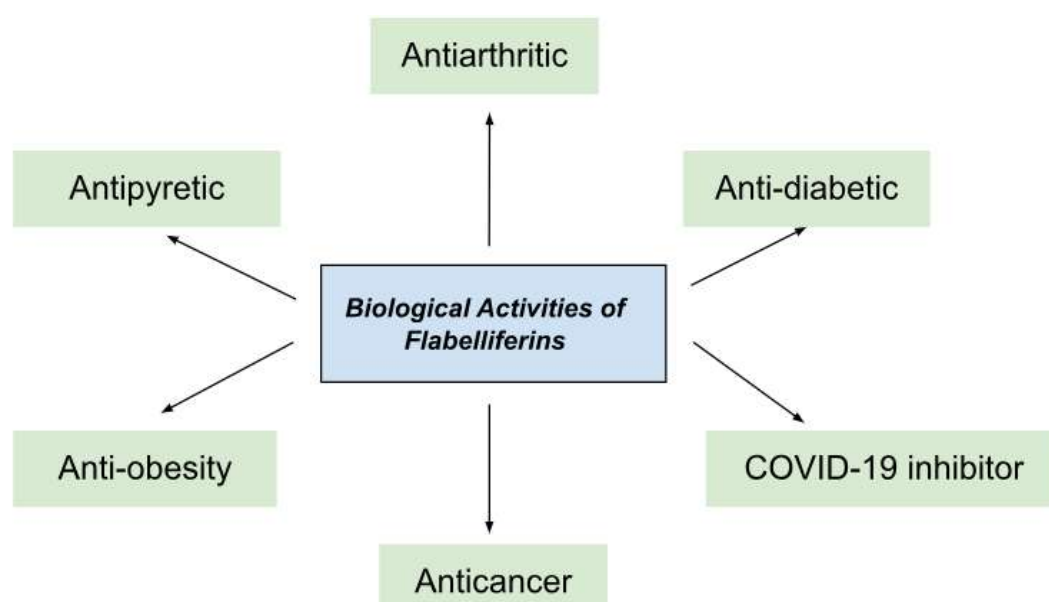 Antiarthritic
Antipyretic
Anti-diabetic
Biological Activities of
Flabelliferins
Anti-obesity
COVID-19 inhibitor
Anticancer